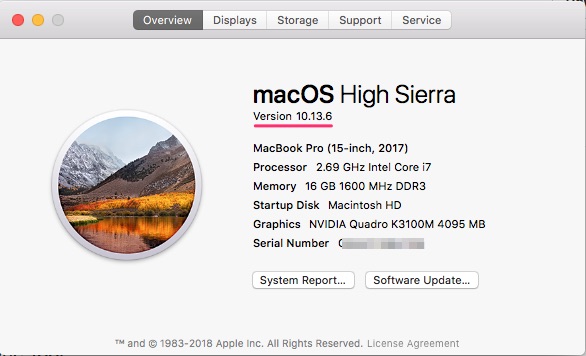 Overview Displays Storage Support Service
macOS High Sierra
Version 10.13.6
MacBook Pro (15-inch, 2017)
Processor 2.69 GHz Intel Core i7
Memory 16 GB 1600 MHz DDR3
Startup Disk Macintosh HD
Graphics NVIDIA Quadro K3100M 4095 MB
Serial Number
System Report... Software Update...
™ and © 1983-2018 Apple Inc. All Rights Reserved. License Agreement